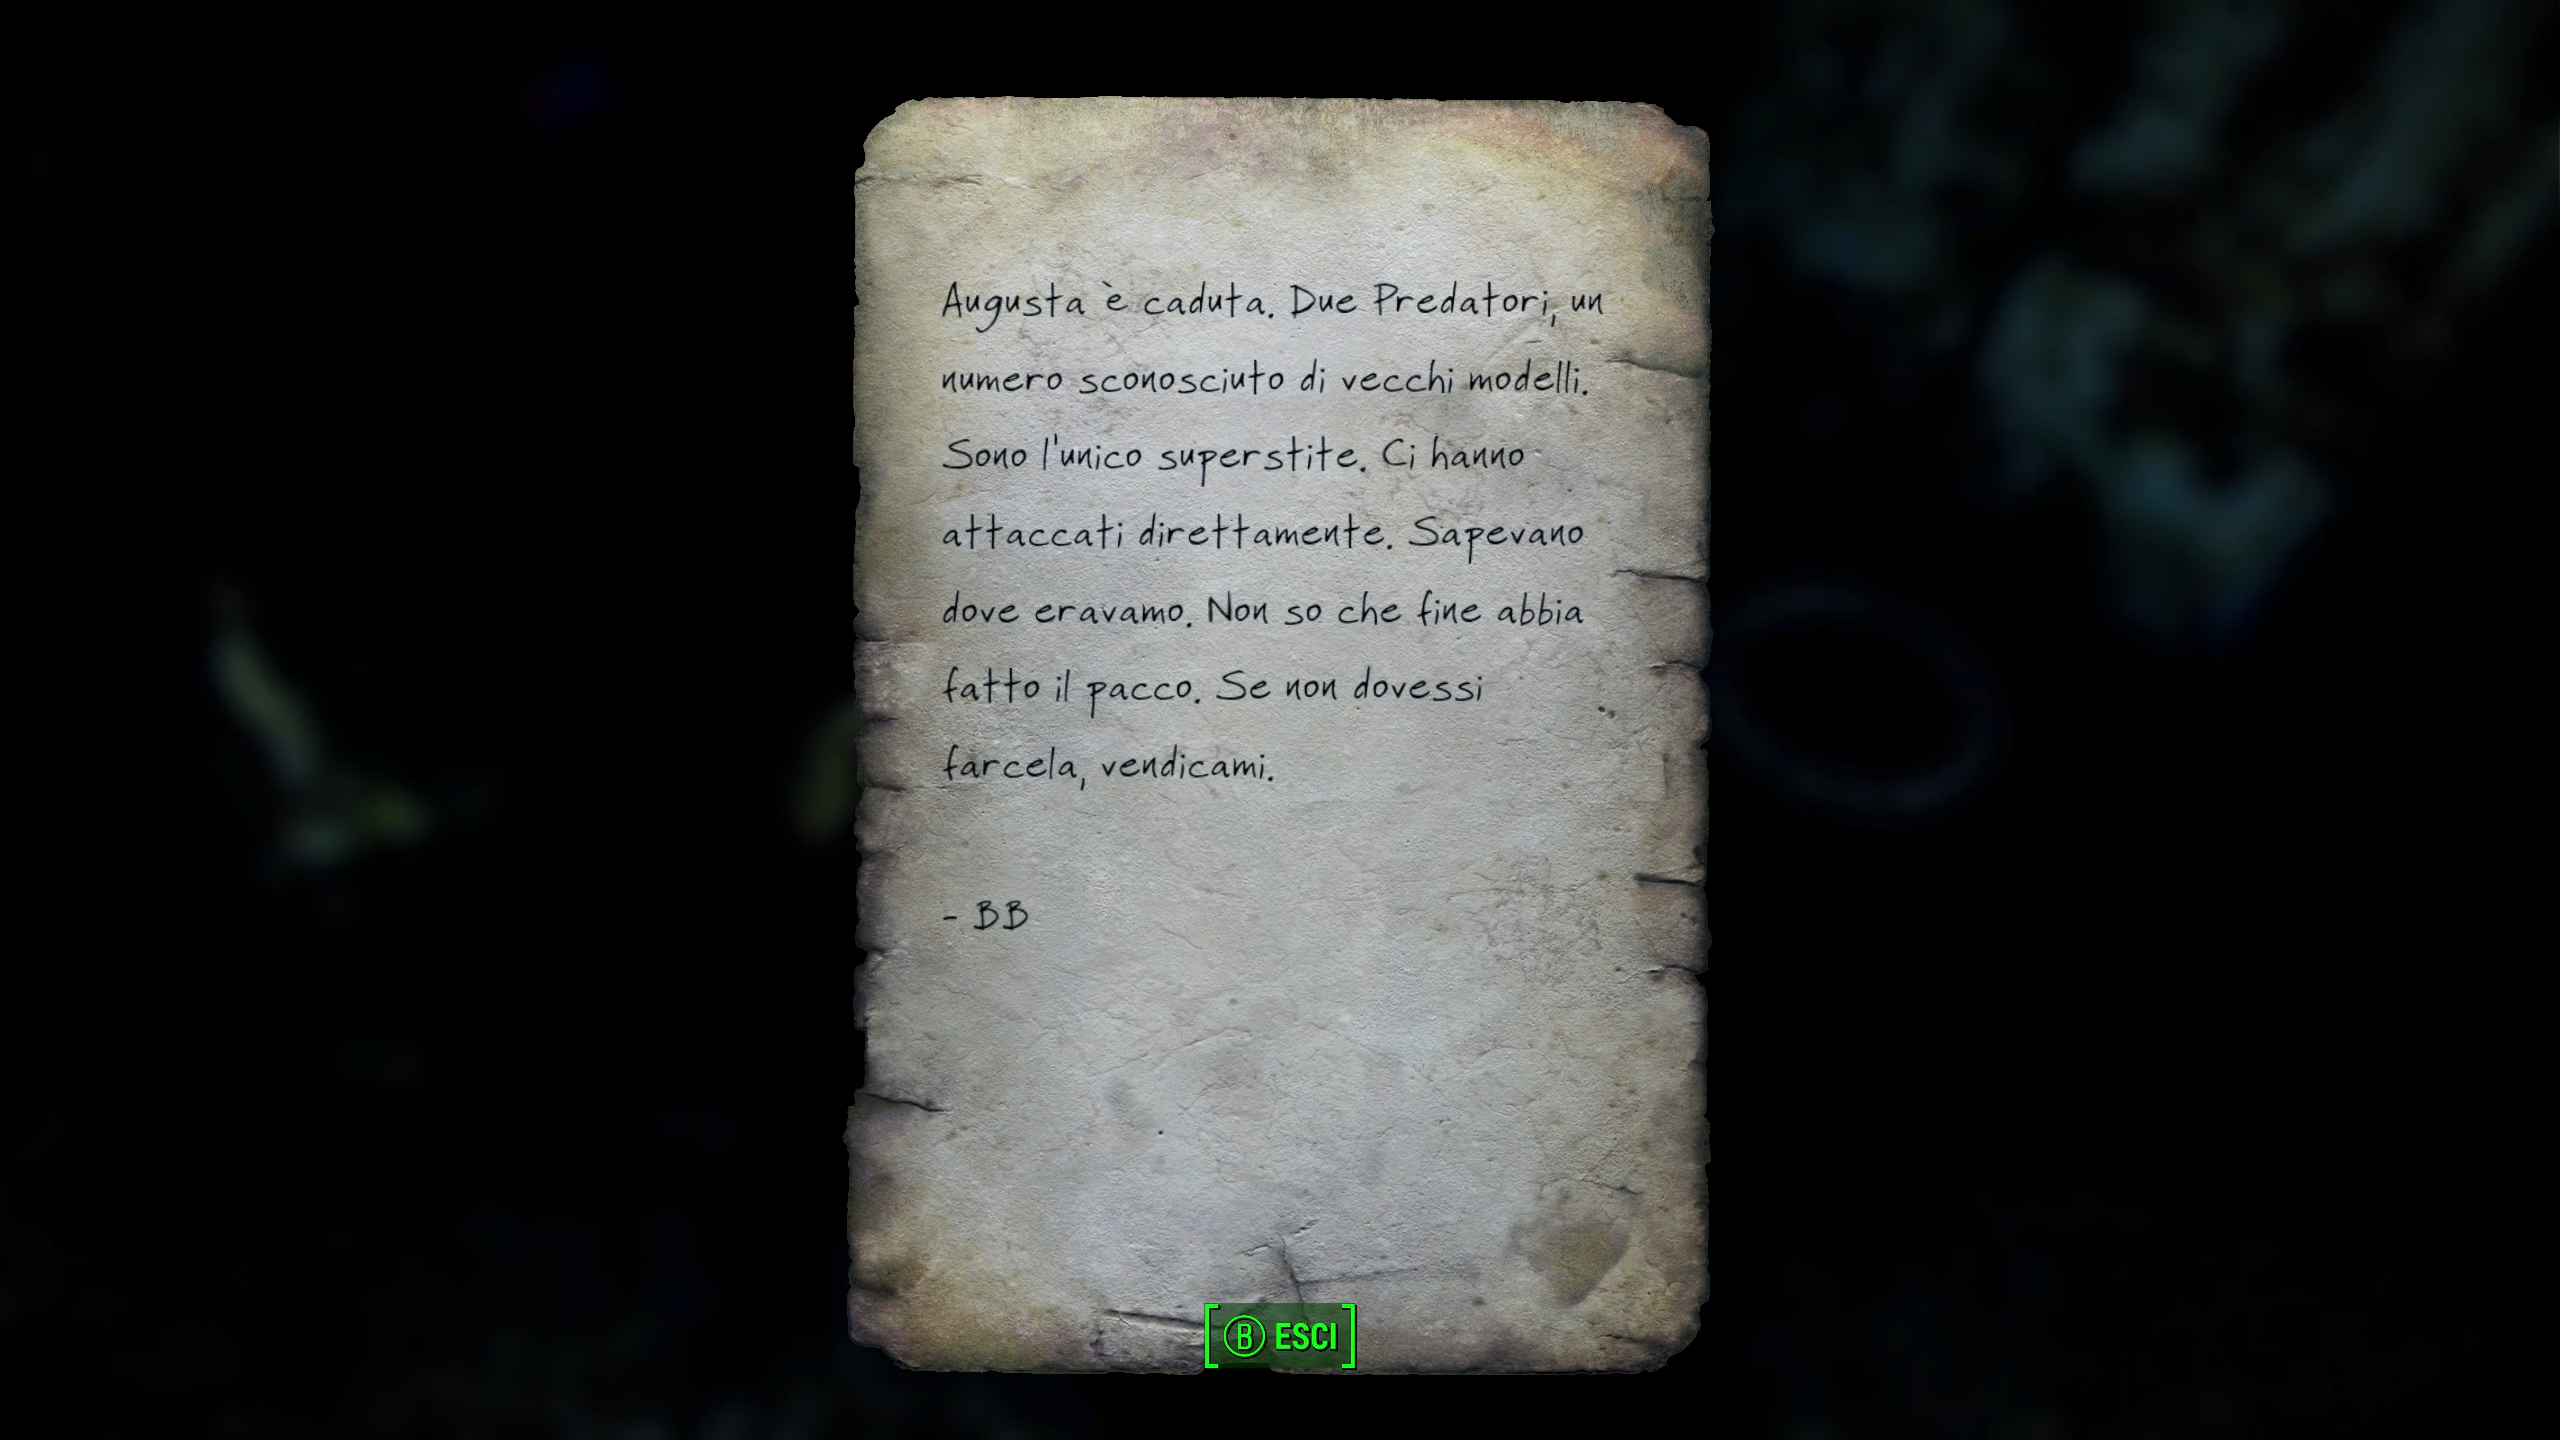 Augusta è caduta. Due Predatori, un
numero sconosciuto di vecchi modelli.
Sono l'unico superstite. Ci hanno
attaccati direttamente. Sapevano
dove eravamo. Non so che fine abbia
fatto il pacco. Se non dovessi
farcela, vendicami.
- BB
B ESCI